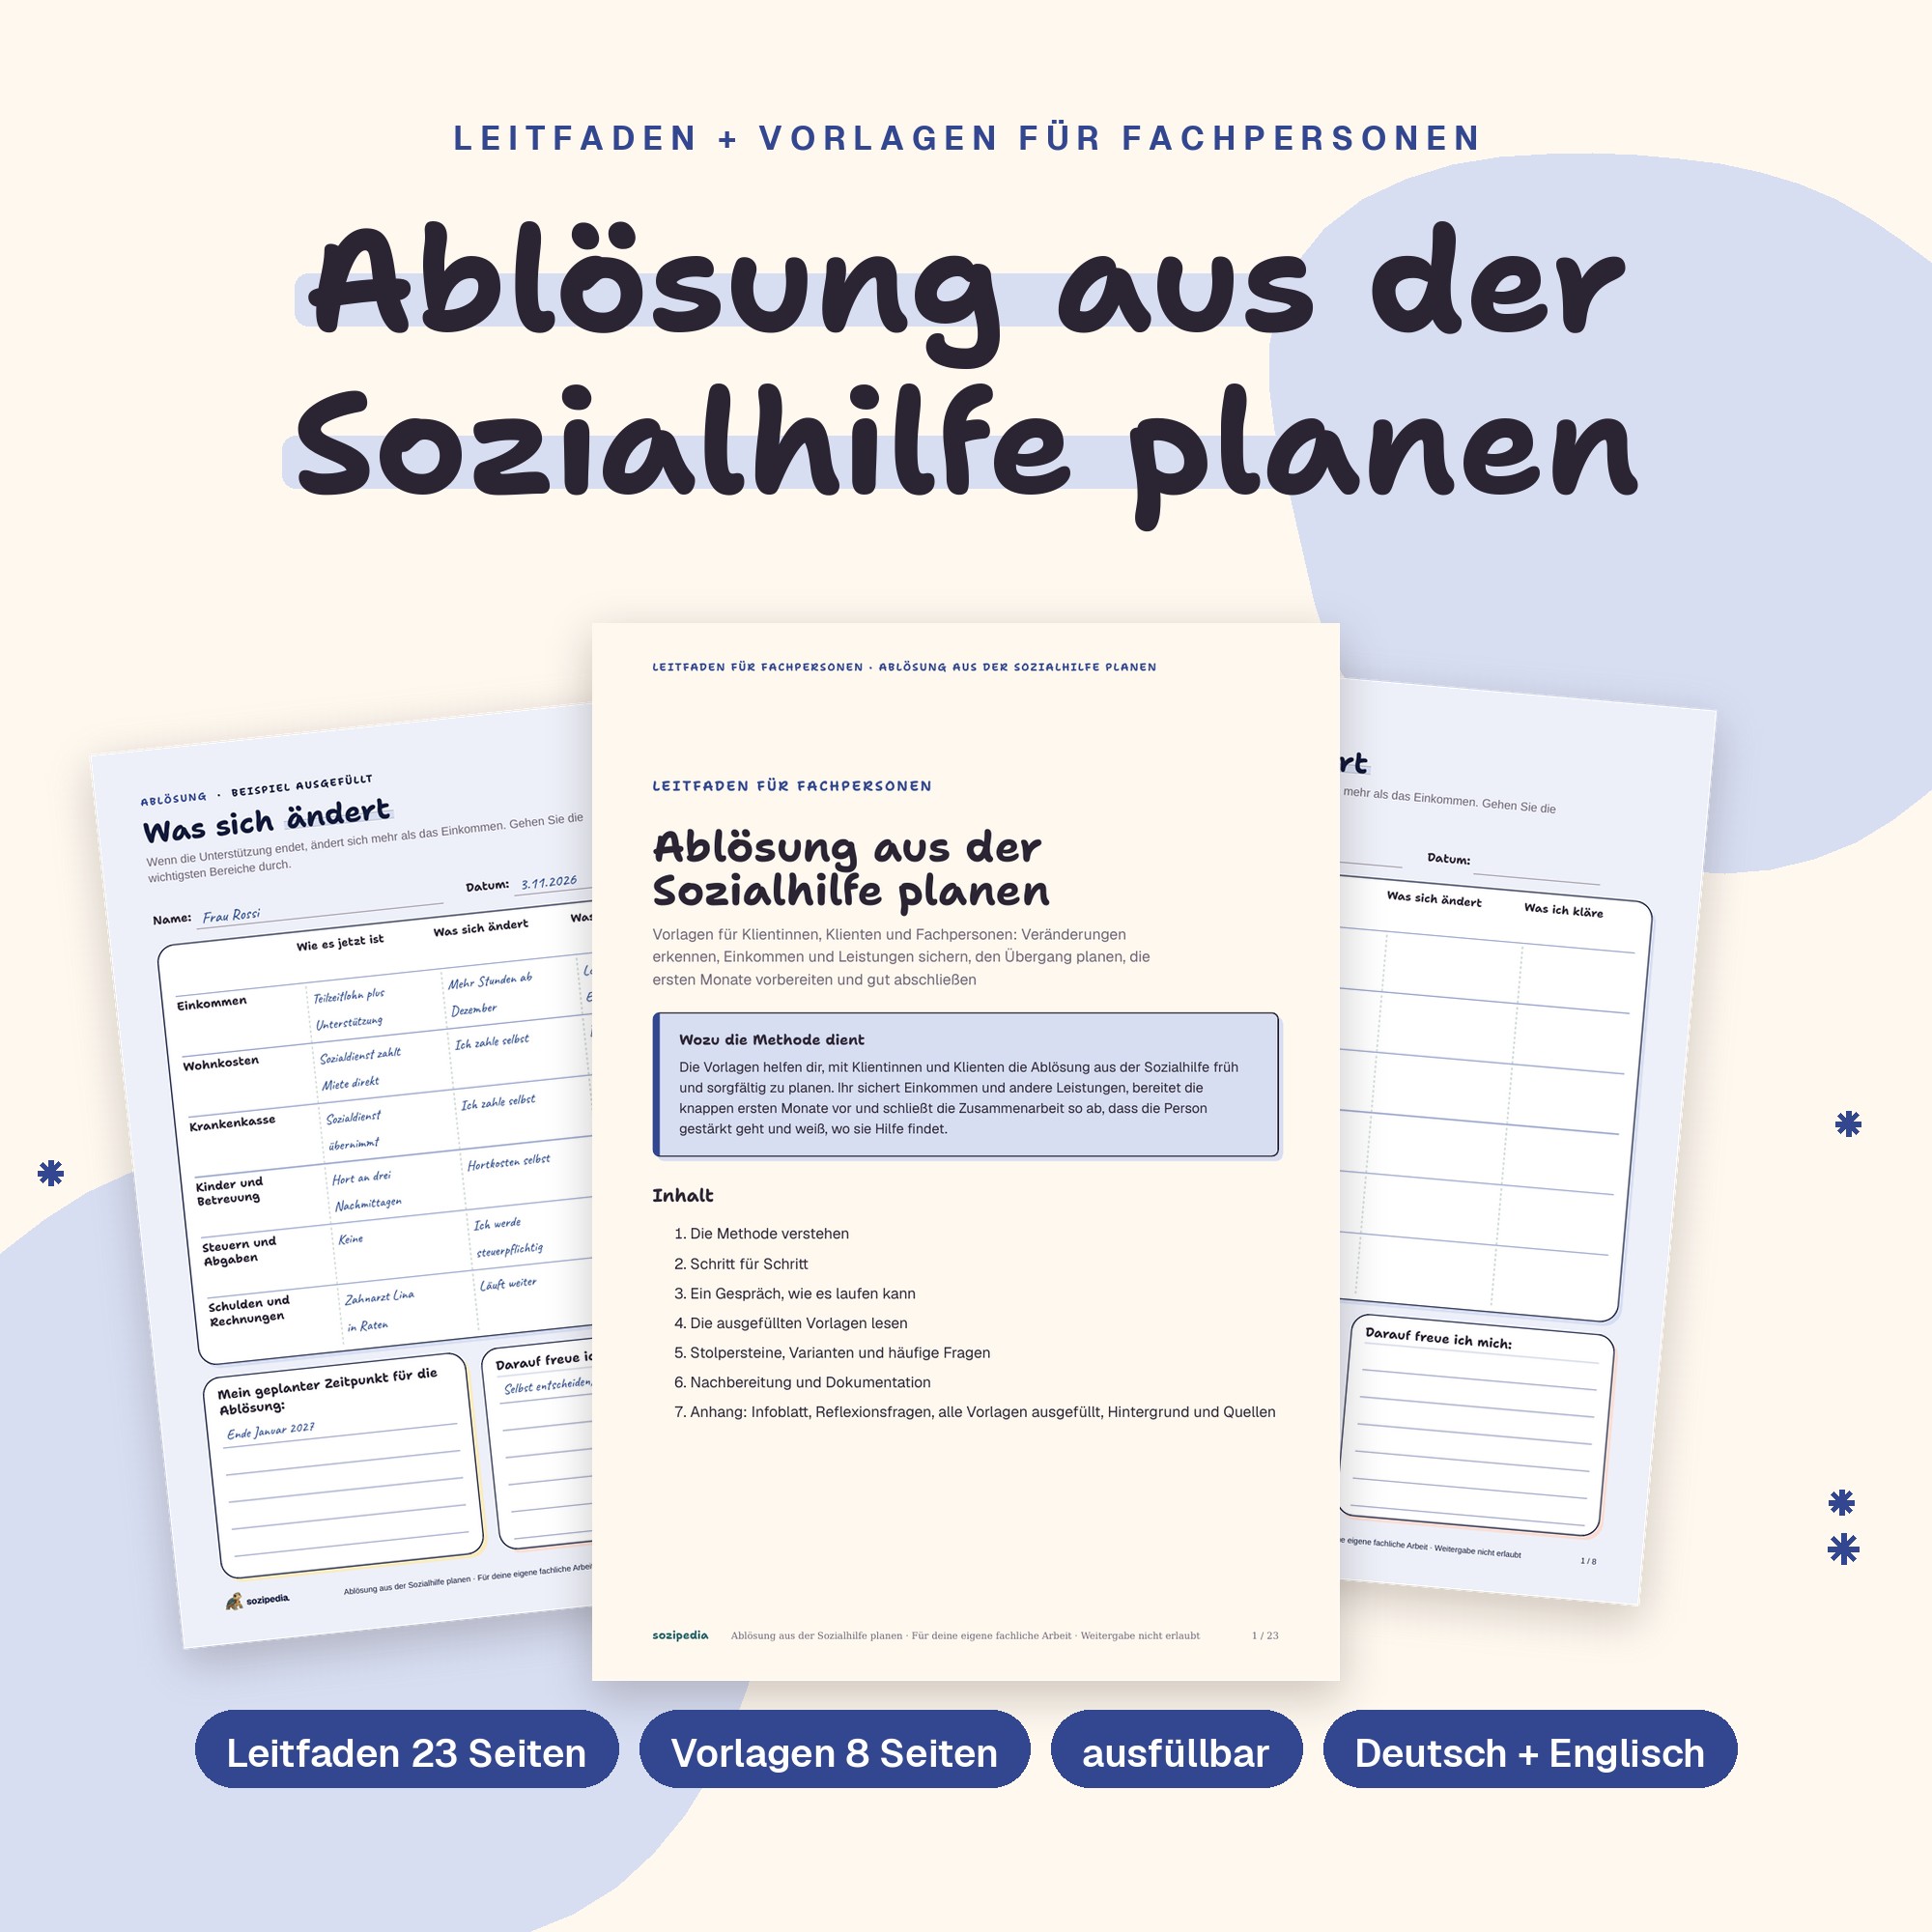 LEITFADEN + VORLAGEN FÜR FACHPERSONEN
Ablösung aus der
Sozialhilfe planen
ABLÖSUNG · BEISPIEL AUSGEFÜLLT
Was sich ändert
Wenn die Unterstützung endet, ändert sich mehr als das Einkommen. Gehen Sie die
wichtigsten Bereiche durch.
Name: Frau Rossi
Datum: 3.11.2026
Wie es jetzt ist
Was sich ändert
Einkommen
Teilzeitlohn plus
Unterstützung
Mehr Stunden ab
Dezember
Wohnkosten
Sozialdienst zahlt
Miete direkt
Ich zahle selbst
Krankenkasse
Sozialdienst
übernimmt
Ich zahle selbst
Kinder und
Betreuung
Hort an drei
Nachmittagen
Hortkosten selbst
Steuern und
Abgaben
Keine
Ich werde
steuerpflichtig
Schulden und
Rechnungen
Zahnarzt Lina
in Raten
Läuft weiter
Mein geplanter Zeitpunkt für die
Ablösung:
Ende Januar 2027
Darauf freue
Selbst entscheiden,
sozipedia
Ablösung aus der Sozialhilfe planen · Für deine eigene fachliche
LEITFADEN FÜR FACHPERSONEN · ABLÖSUNG AUS DER SOZIALHILFE PLANEN
LEITFADEN FÜR FACHPERSONEN
Ablösung aus der
Sozialhilfe planen
Vorlagen für Klientinnen, Klienten und Fachpersonen: Veränderungen
erkennen, Einkommen und Leistungen sichern, den Übergang planen, die
ersten Monate vorbereiten und gut abschließen
Wozu die Methode dient
Die Vorlagen helfen dir, mit Klientinnen und Klienten die Ablösung aus der Sozialhilfe früh
und sorgfältig zu planen. Ihr sichert Einkommen und andere Leistungen, bereitet die
knappen ersten Monate vor und schließt die Zusammenarbeit so ab, dass die Person
gestärkt geht und weiß, wo sie Hilfe findet.
Inhalt
1. Die Methode verstehen
2. Schritt für Schritt
3. Ein Gespräch, wie es laufen kann
4. Die ausgefüllten Vorlagen lesen
5. Stolpersteine, Varianten und häufige Fragen
6. Nachbereitung und Dokumentation
7. Anhang: Infoblatt, Reflexionsfragen, alle Vorlagen ausgefüllt, Hintergrund und Quellen
sozipedia
Ablösung aus der Sozialhilfe planen · Für deine eigene fachliche Arbeit · Weitergabe nicht erlaubt
1 / 23
mehr als das Einkommen. Gehen Sie die
Datum:
Was sich ändert
Was ich kläre
Darauf freue ich mich:
eigene fachliche Arbeit · Weitergabe nicht erlaubt
1 / 8
Leitfaden 23 Seiten
Vorlagen 8 Seiten
ausfüllbar
Deutsch + Englisch